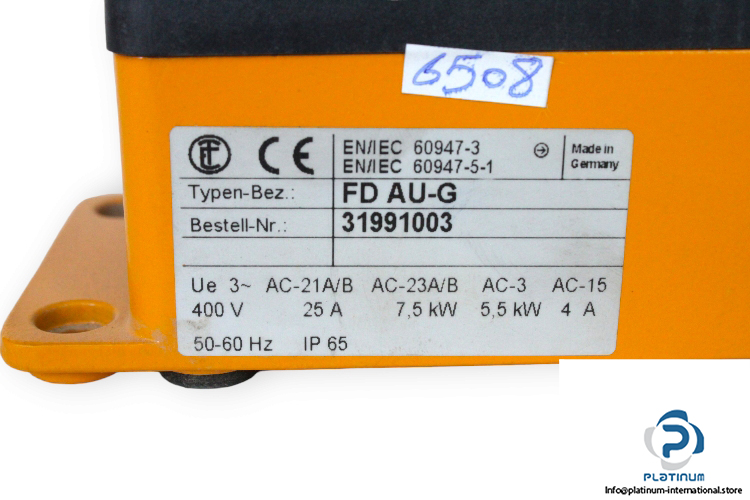 6508
EN/IEC 60947-3
EN/IEC 60947-5-1
Made in
Germany
CE
Typen-Bez.: FD AU-G
Bestell-Nr.: 31991003
Ue 3~ AC-21A/B AC-23A/B AC-3 AC-15
400 V 25 A 7,5 kW 5,5 kW 4 A
50-60 Hz IP 65
PLATINUM
Info@platinum-international.store